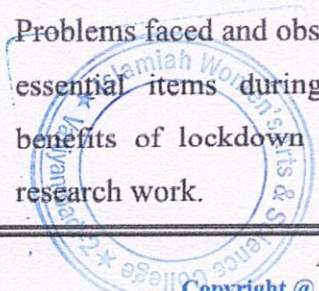 Problems faced and obs
essential items during
benefits of lockdown
research work.
Islamiah Women's Arts & Science College
Vaniyambadi
Copyright @